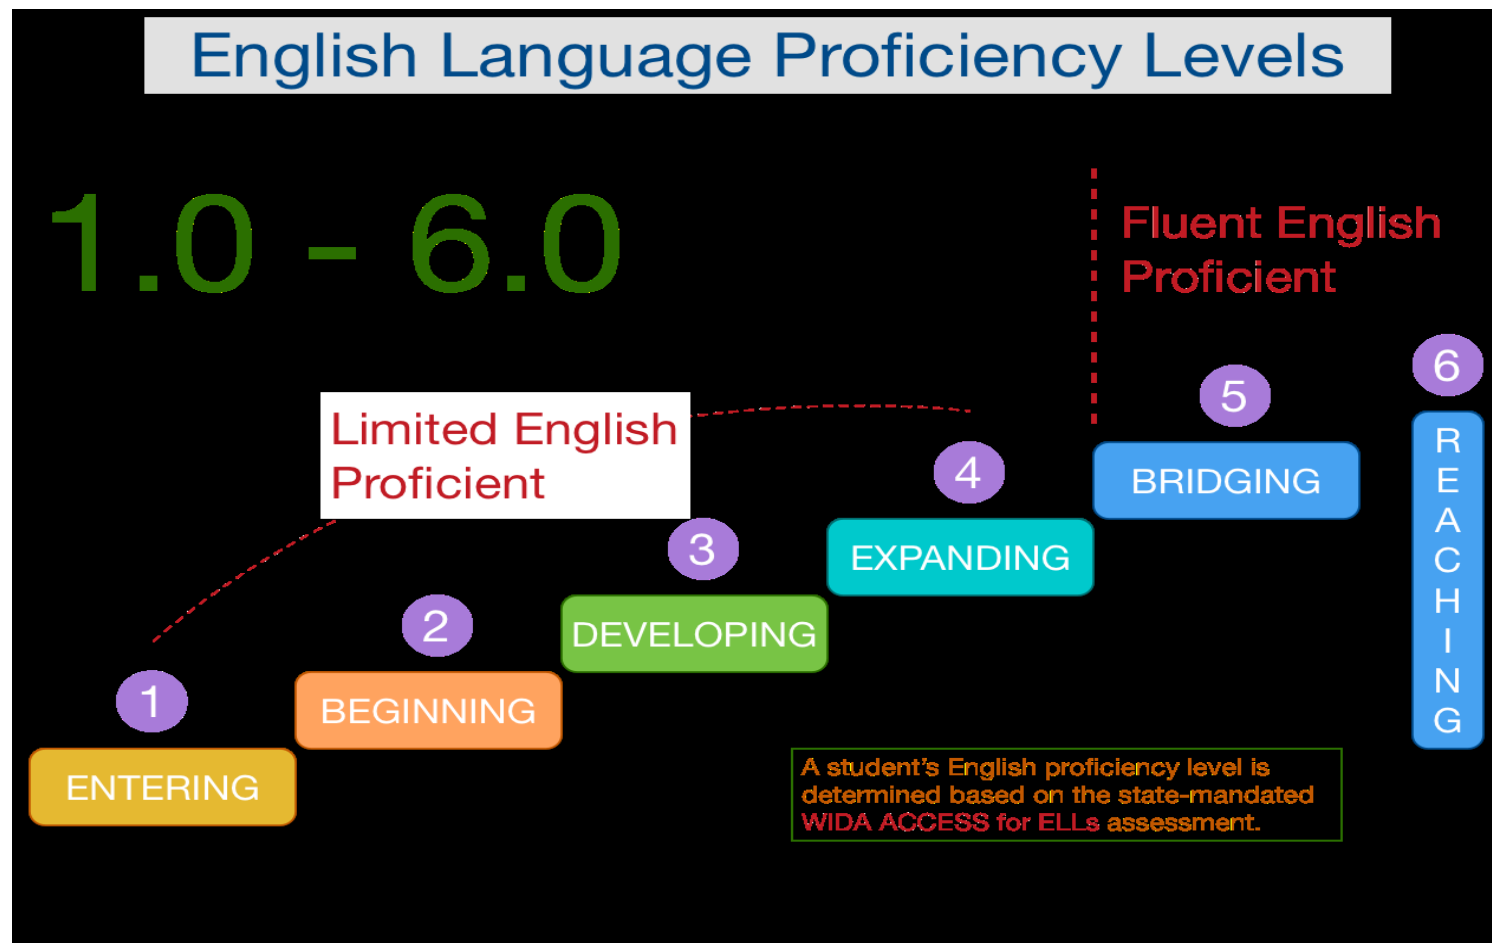 English Language Proficiency Levels
1.0 - 6.0
Fluent English
Proficient
Limited English
Proficient
1
ENTERING
2
BEGINNING
3
DEVELOPING
4
EXPANDING
5
BRIDGING
6
REACHING
A student's English proficiency level is
determined based on the state-mandated
WIDA ACCESS for ELLs assessment.